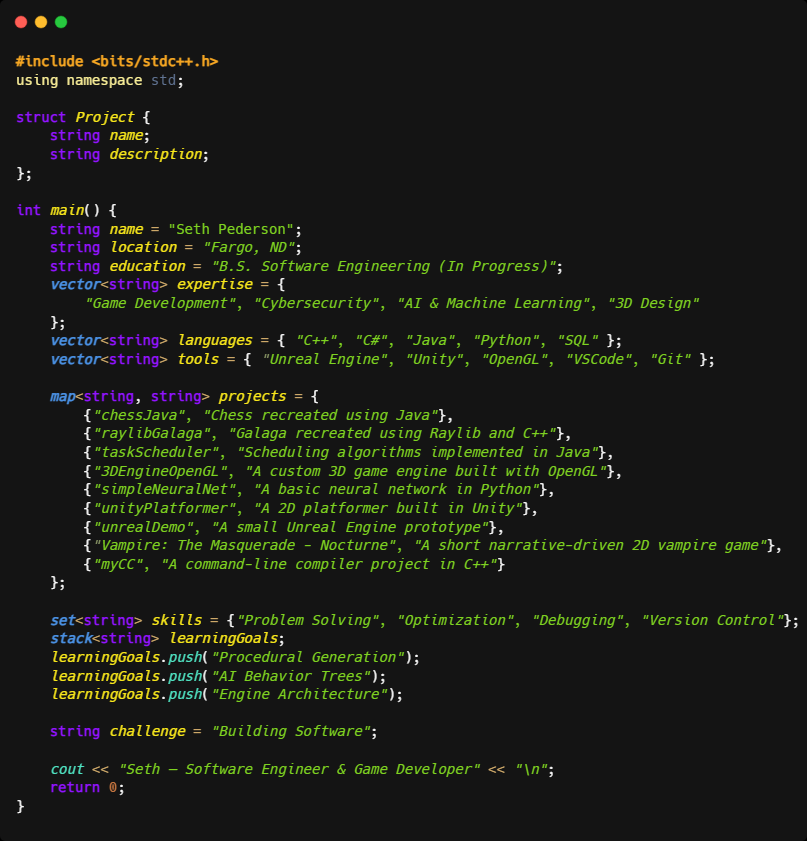 #include <bits/stdc++.h>
using namespace std;

struct Project {
    string name;
    string description;
};

int main() {
    string name = "Seth Pederson";
    string location = "Fargo, ND";
    string education = "B.S. Software Engineering (In Progress)";
    vector<string> expertise = {
        "Game Development", "Cybersecurity", "AI & Machine Learning", "3D Design"
    };
    vector<string> languages = { "C++", "C#", "Java", "Python", "SQL" };
    vector<string> tools = { "Unreal Engine", "Unity", "OpenGL", "VSCode", "Git" };

    map<string, string> projects = {
        {"chessJava", "Chess recreated using Java"},
        {"raylibGalaga", "Galaga recreated using Raylib and C++"},
        {"taskScheduler", "Scheduling algorithms implemented in Java"},
        {"3DEngineOpenGL", "A custom 3D game engine built with OpenGL"},
        {"simpleNeuralNet", "A basic neural network in Python"},
        {"unityPlatformer", "A 2D platformer built in Unity"},
        {"unrealDemo", "A small Unreal Engine prototype"},
        {"Vampire: The Masquerade - Nocturne", "A short narrative-driven 2D vampire game"},
        {"myCC", "A command-line compiler project in C++"}
    };

    set<string> skills = {"Problem Solving", "Optimization", "Debugging", "Version Control"};
    stack<string> learningGoals;
    learningGoals.push("Procedural Generation");
    learningGoals.push("AI Behavior Trees");
    learningGoals.push("Engine Architecture");

    string challenge = "Building Software";

    cout << "Seth — Software Engineer & Game Developer" << "\n";
    return 0;
}